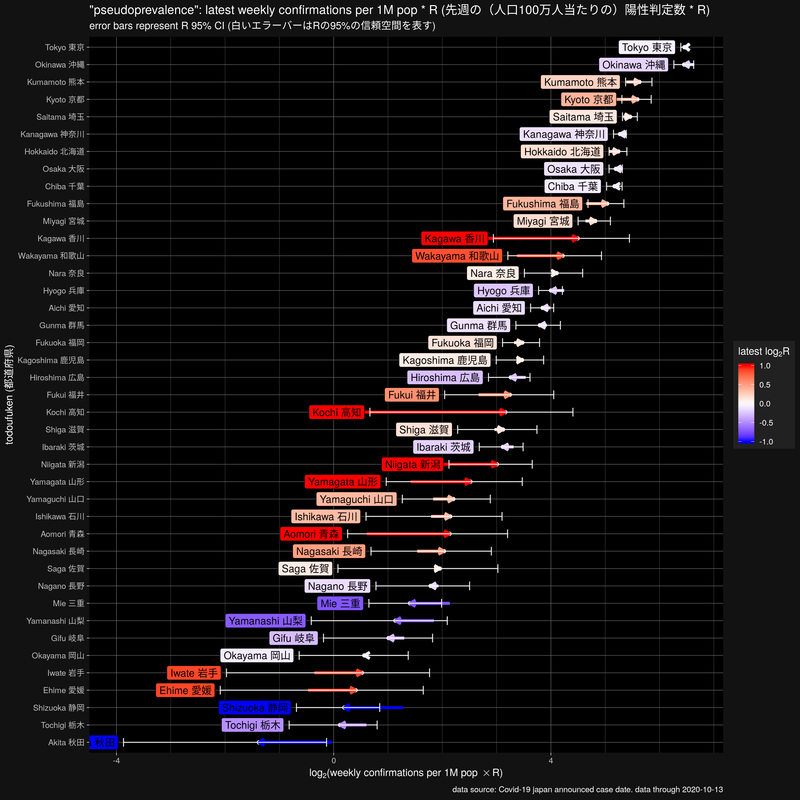 "pseudoprevalence": latest weekly confirmations per 1M pop * R (先週の（人口100万人当たりの）陽性判定数 * R)
error bars represent R 95% CI (白いエラーバーはRの95%の信頼空間を表す)
todoufuken (都道府県)
Tokyo 東京
Okinawa 沖縄
Kumamoto 熊本
Kyoto 京都
Saitama 埼玉
Kanagawa 神奈川
Hokkaido 北海道
Osaka 大阪
Chiba 千葉
Fukushima 福島
Miyagi 宮城
Kagawa 香川
Wakayama 和歌山
Nara 奈良
Hyogo 兵庫
Aichi 愛知
Gunma 群馬
Fukuoka 福岡
Kagoshima 鹿児島
Hiroshima 広島
Fukui 福井
Kochi 高知
Shiga 滋賀
Ibaraki 茨城
Niigata 新潟
Yamagata 山形
Yamaguchi 山口
Ishikawa 石川
Aomori 青森
Nagasaki 長崎
Saga 佐賀
Nagano 長野
Mie 三重
Yamanashi 山梨
Gifu 岐阜
Okayama 岡山
Iwate 岩手
Ehime 愛媛
Shizuoka 静岡
Tochigi 栃木
Akita 秋田
Tokyo 東京
Okinawa 沖縄
Kumamoto 熊本
Kyoto 京都
Saitama 埼玉
Kanagawa 神奈川
Hokkaido 北海道
Osaka 大阪
Chiba 千葉
Fukushima 福島
Miyagi 宮城
Kagawa 香川
Wakayama 和歌山
Nara 奈良
Hyogo 兵庫
Aichi 愛知
Gunma 群馬
Fukuoka 福岡
Kagoshima 鹿児島
Hiroshima 広島
Fukui 福井
Kochi 高知
Shiga 滋賀
Ibaraki 茨城
Niigata 新潟
Yamagata 山形
Yamaguchi 山口
Ishikawa 石川
Aomori 青森
Nagasaki 長崎
Saga 佐賀
Nagano 長野
Mie 三重
Yamanashi 山梨
Gifu 岐阜
Okayama 岡山
Iwate 岩手
Ehime 愛媛
Shizuoka 静岡
Tochigi 栃木
秋田
-4 0 4
log₂(weekly confirmations per 1M pop × R)
latest log₂R
1.0
0.5
0.0
-0.5
-1.0
data source: Covid-19 japan announced case date. data through 2020-10-13